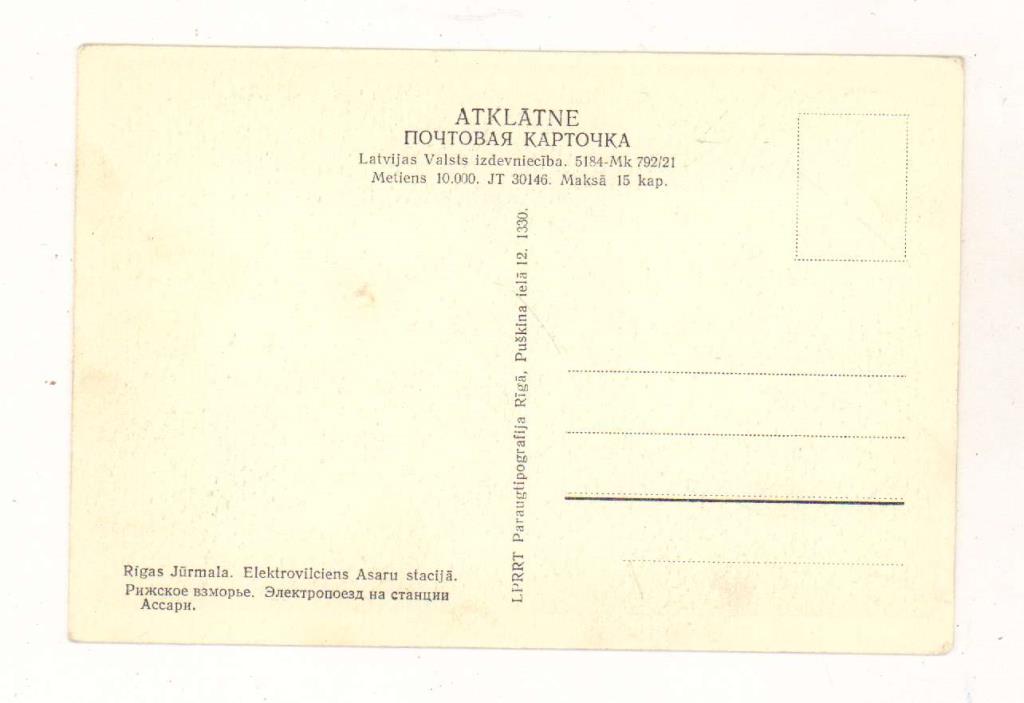 ATKLĀTNE
ПОЧТОВАЯ КАРТОЧКА
Latvijas Valsts izdevniecība. 5184-Mk 792/21
Metiens 10.000. JT 30146. Maksā 15 kap.
LPRRT Paraugtipografija Rīgā, Puškina ielā 12. 1330.
Rīgas Jūrmala. Elektrovilciens Asaru stacijā.
Рижское взморье. Электропоезд на станции
Ассари.